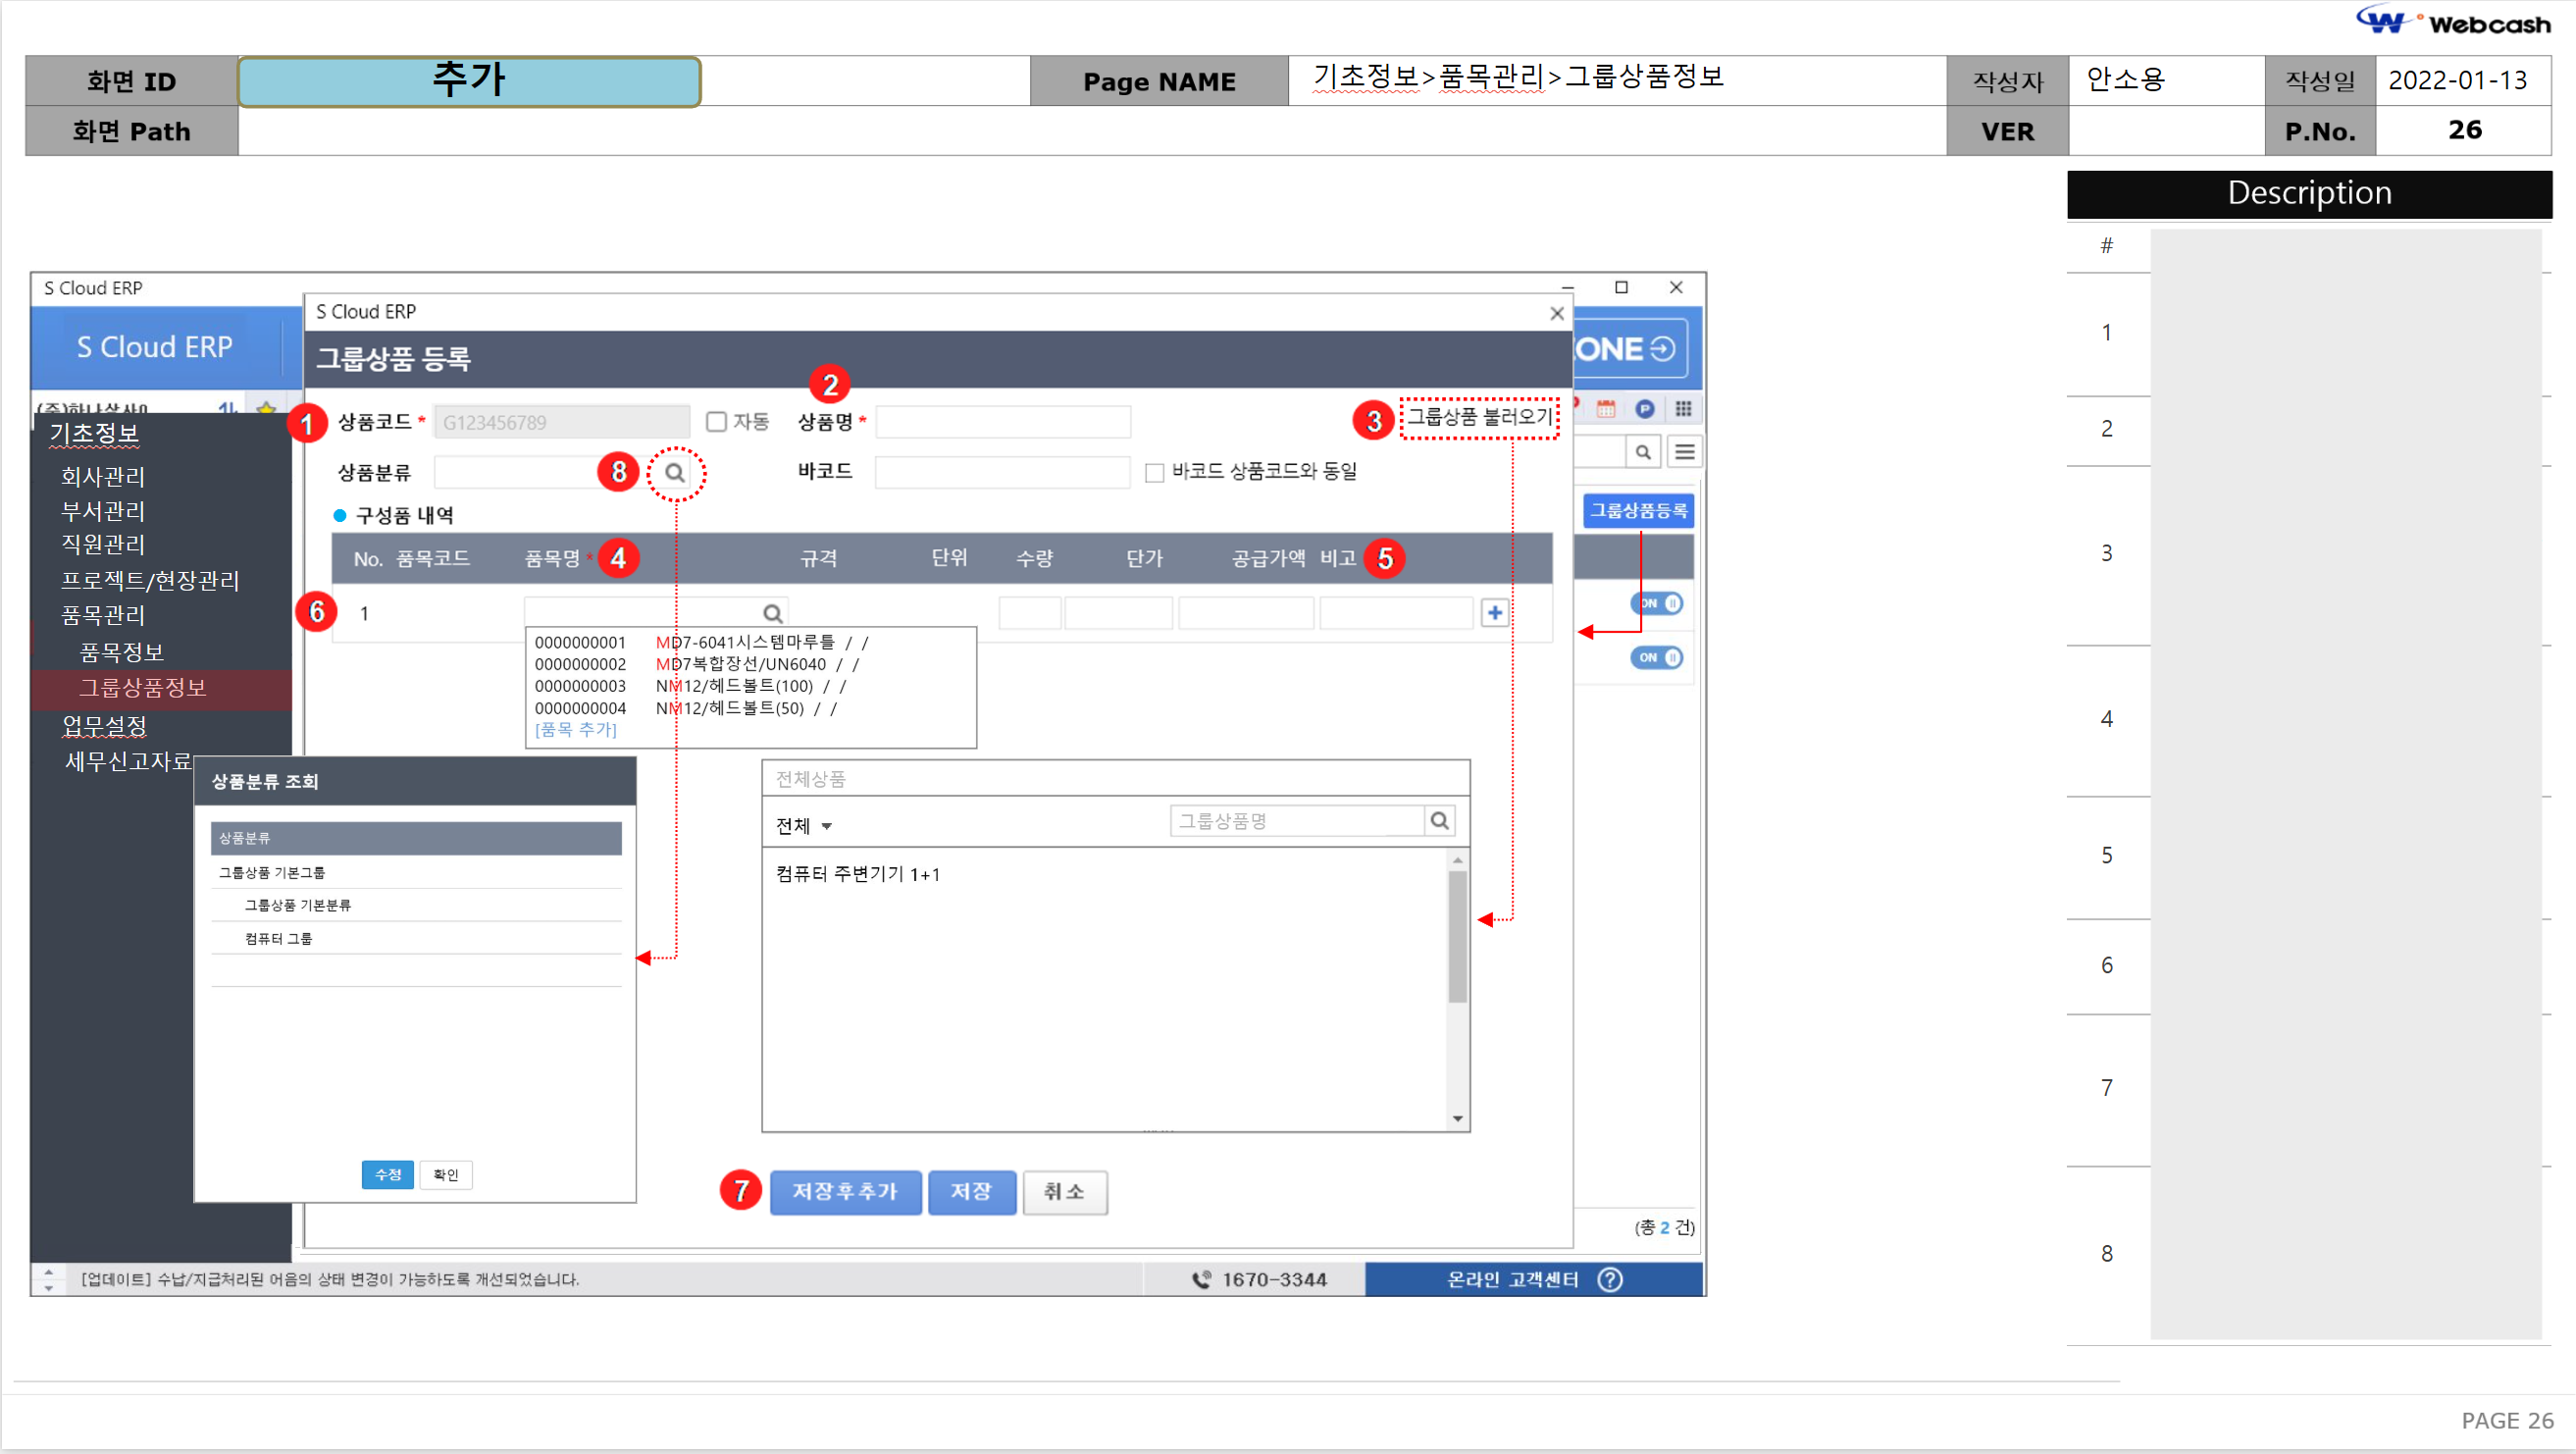 Webcash
화면 ID
추가
Page NAME
기초정보>품목관리>그룹상품정보
작성자
안소용
작성일
2022-01-13
화면 Path
VER
P.No.
26
Description
#
1
2
3
4
5
6
7
8
S Cloud ERP
S Cloud ERP
S Cloud ERP
ONE
그룹상품 등록
기초정보
회사관리
부서관리
직원관리
프로젝트/현장관리
품목관리
품목정보
그룹상품정보
업무설정
세무신고자료
1 상품코드 * G123456789 자동 2 상품명 * 3 그룹상품 불러오기
상품분류 8 바코드 바코드 상품코드와 동일
구성품 내역
그룹상품등록
No. 품목코드 품목명 * 4 규격 단위 수량 단가 공급가액 비고 5
6 1
ON
ON
0000000001 MD7-6041시스템마루틀 / /
0000000002 MD7복합장선/UN6040 / /
0000000003 NM12/헤드볼트(100) / /
0000000004 NM12/헤드볼트(50) / /
[품목 추가]
상품분류 조회
상품분류
그룹상품 기본그룹
그룹상품 기본분류
컴퓨터 그룹
수정 확인
전체상품
전체 그룹상품명
컴퓨터 주변기기 1+1
7 저장후추가 저장 취소
(총 2 건)
[업데이트] 수납/지급처리된 어음의 상태 변경이 가능하도록 개선되었습니다.
1670-3344
온라인 고객센터 ?
PAGE 26